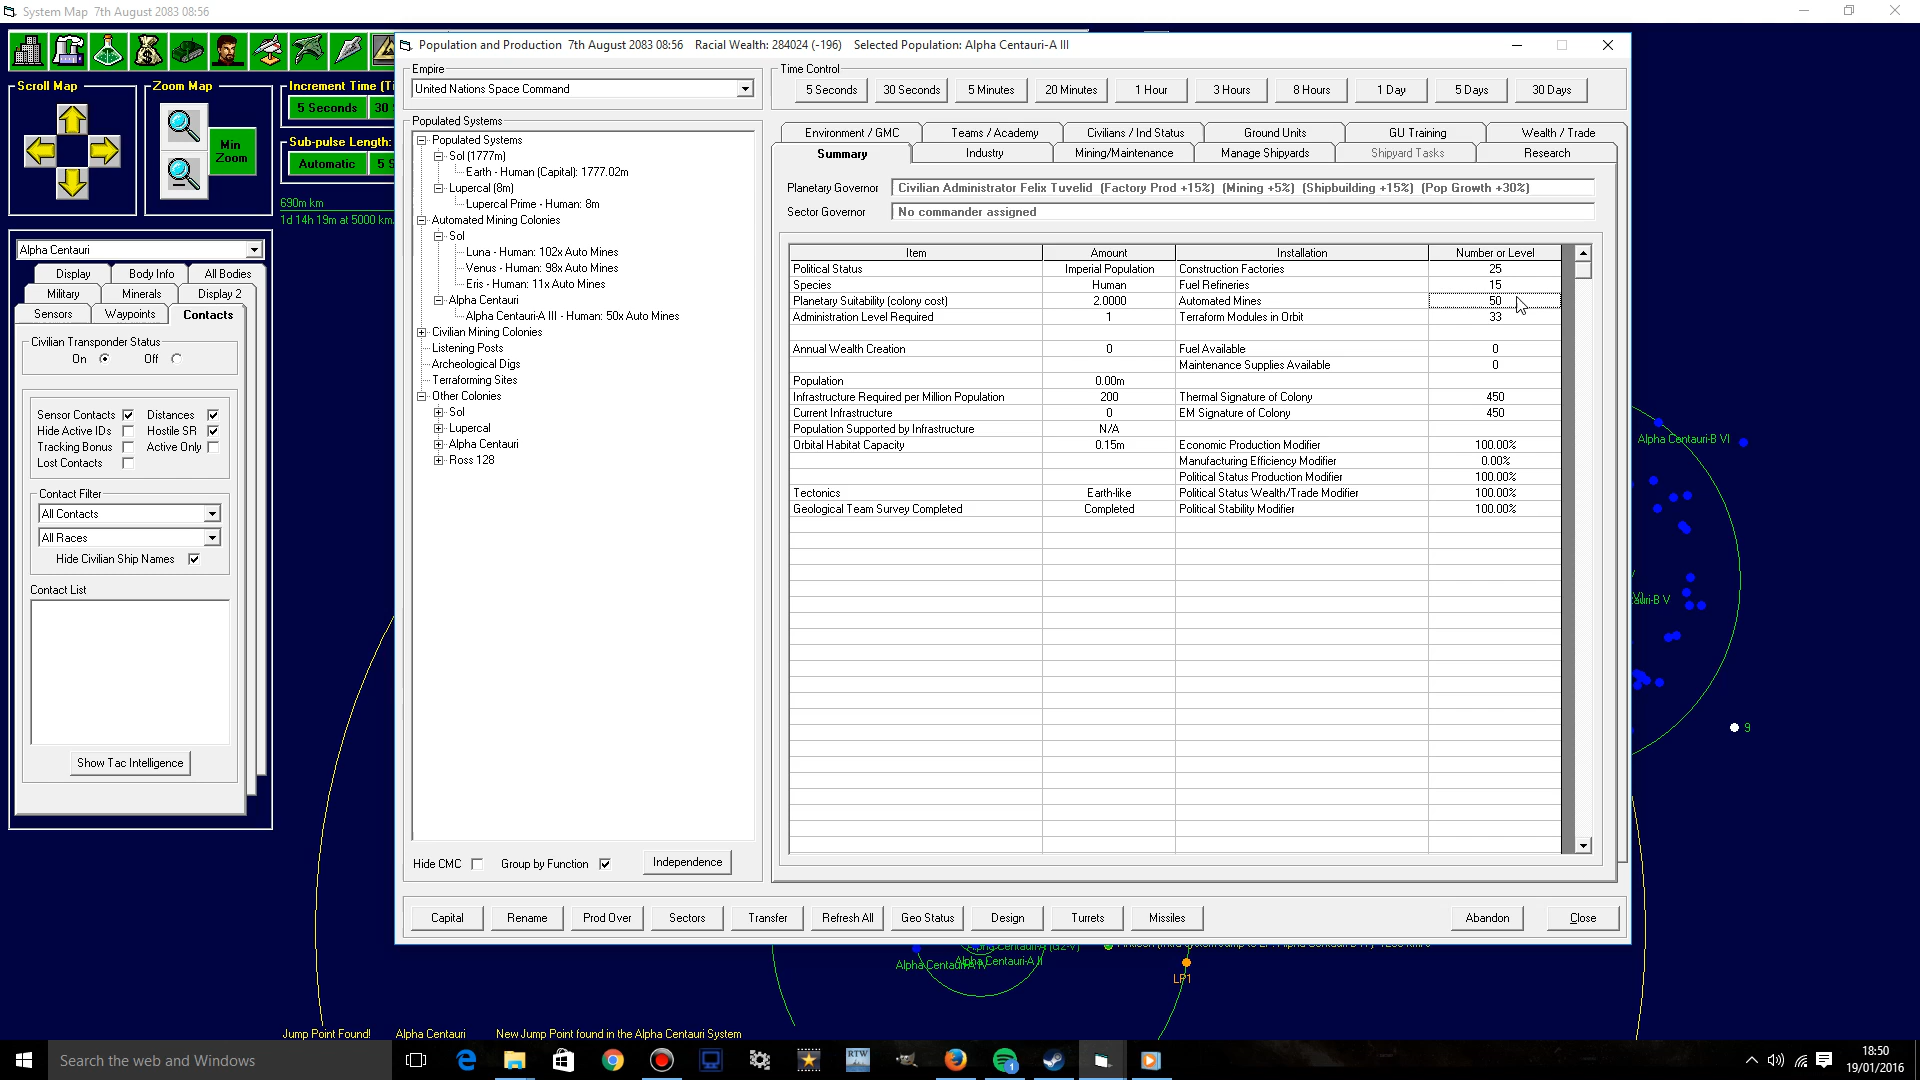 System Map 7th August 2083 08:56
Population and Production 7th August 2083 08:56 Racial Wealth: 284024 (-196) Selected Population: Alpha Centauri-A III
Scroll Map
Zoom Map
Min Zoom
Increment Time (Ti
5 Seconds 30
Sub-pulse Length:
Automatic 5 S
690m km
1d 14h 19m at 5000 km
Alpha Centauri
Display Body Info All Bodies
Military Minerals Display 2
Sensors Waypoints Contacts
Civilian Transponder Status
On Off
Sensor Contacts Distances
Hide Active IDs Hostile SR
Tracking Bonus Active Only
Lost Contacts
Contact Filter
All Contacts
All Races
Hide Civilian Ship Names
Contact List
Show Tac Intelligence
Empire
United Nations Space Command
Populated Systems
Populated Systems
Sol (1777m)
Earth - Human (Capital): 1777.02m
Lupercal (8m)
Lupercal Prime - Human: 8m
Automated Mining Colonies
Sol
Luna - Human: 102x Auto Mines
Venus - Human: 98x Auto Mines
Eris - Human: 11x Auto Mines
Alpha Centauri
Alpha Centauri-A III - Human: 50x Auto Mines
Civilian Mining Colonies
Listening Posts
Archeological Digs
Terraforming Sites
Other Colonies
Sol
Lupercal
Alpha Centauri
Ross 128
Hide CMC Group by Function Independence
Time Control
5 Seconds 30 Seconds 5 Minutes 20 Minutes 1 Hour 3 Hours 8 Hours 1 Day 5 Days 30 Days
Environment / GMC Teams / Academy Civilians / Ind Status Ground Units GU Training Wealth / Trade
Summary Industry Mining/Maintenance Manage Shipyards Shipyard Tasks Research
Planetary Governor Civilian Administrator Felix Tuvelid (Factory Prod +15%) (Mining +5%) (Shipbuilding +15%) (Pop Growth +30%)
Sector Governor No commander assigned
Item Amount Installation Number or Level
Political Status Imperial Population Construction Factories 25
Species Human Fuel Refineries 15
Planetary Suitability (colony cost) 2.0000 Automated Mines 50
Administration Level Required 1 Terraform Modules in Orbit 33
Annual Wealth Creation 0 Fuel Available 0
Maintenance Supplies Available 0
Population 0.00m
Infrastructure Required per Million Population 200 Thermal Signature of Colony 450
Current Infrastructure 0 EM Signature of Colony 450
Population Supported by Infrastructure N/A
Orbital Habitat Capacity 0.15m Economic Production Modifier 100.00%
Manufacturing Efficiency Modifier 0.00%
Political Status Production Modifier 100.00%
Tectonics Earth-like Political Status Wealth/Trade Modifier 100.00%
Geological Team Survey Completed Completed Political Stability Modifier 100.00%
Capital Rename Prod Over Sectors Transfer Refresh All Geo Status Design Turrets Missiles Abandon Close
Alpha Centauri-B VI
auri-B V
9
Alpha Centauri-A IV
Alpha Centauri-A II
LP1
Jump Point Found! Alpha Centauri New Jump Point found in the Alpha Centauri System
Search the web and Windows
RTW
1
18:50
19/01/2016